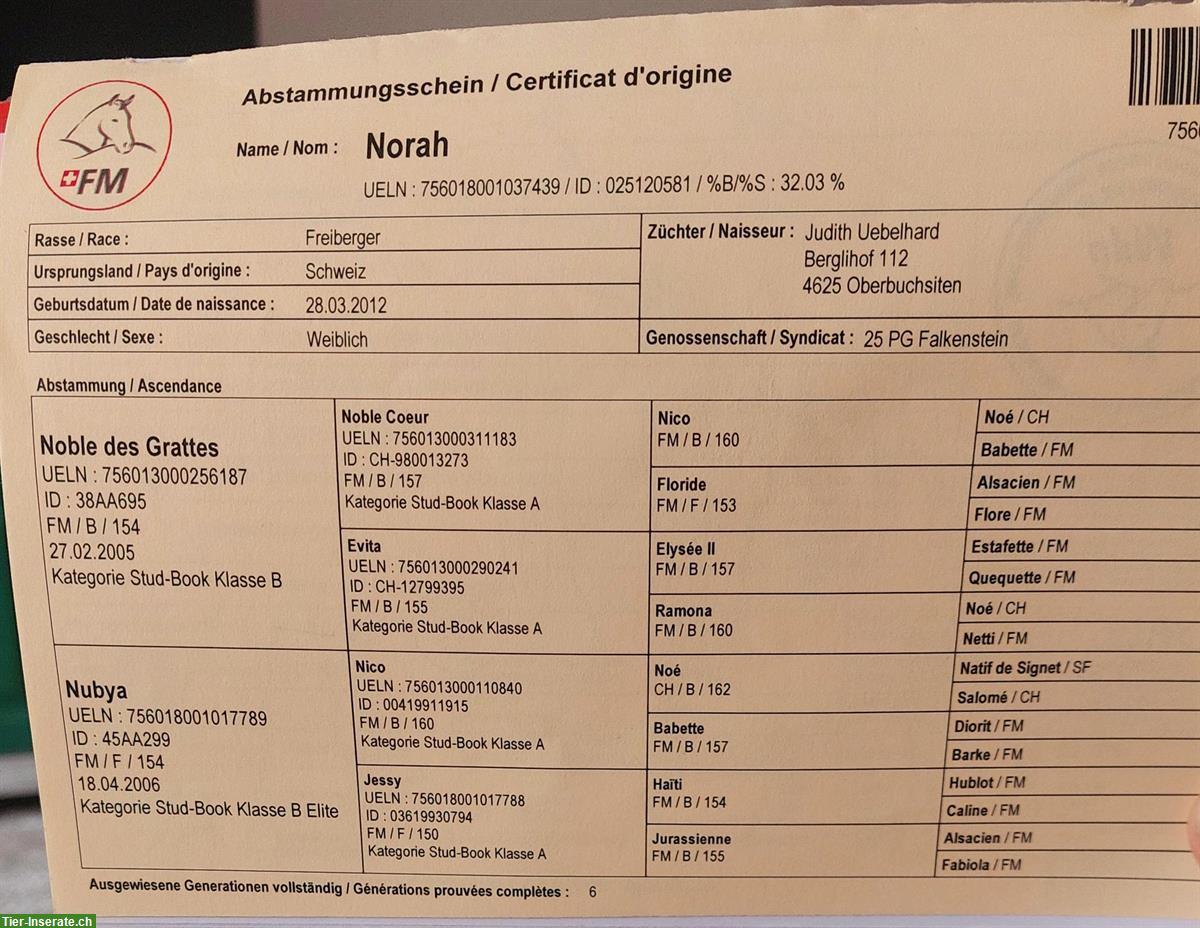 Abstammungsschein / Certificat d'origine
FM
Name / Nom : Norah
7560
UELN : 756018001037439 / ID : 025120581 / %B/%S : 32.03 %
Rasse / Race : Freiberger
Ursprungsland / Pays d'origine : Schweiz
Geburtsdatum / Date de naissance : 28.03.2012
Geschlecht / Sexe : Weiblich
Züchter / Naisseur : Judith Uebelhard
Berglihof 112
4625 Oberbuchsiten
Genossenschaft / Syndicat : 25 PG Falkenstein
Abstammung / Ascendance
Noble des Grattes
UELN : 756013000256187
ID : 38AA695
FM / B / 154
27.02.2005
Kategorie Stud-Book Klasse B
Nubya
UELN : 756018001017789
ID : 45AA299
FM / F / 154
18.04.2006
Kategorie Stud-Book Klasse B Elite
Noble Coeur
UELN : 756013000311183
ID : CH-980013273
FM / B / 157
Kategorie Stud-Book Klasse A
Evita
UELN : 756013000290241
ID : CH-12799395
FM / B / 155
Kategorie Stud-Book Klasse A
Nico
UELN : 756013000110840
ID : 00419911915
FM / B / 160
Kategorie Stud-Book Klasse A
Jessy
UELN : 756018001017788
ID : 03619930794
FM / F / 150
Kategorie Stud-Book Klasse A
Nico
FM / B / 160
Floride
FM / F / 153
Elysée II
FM / B / 157
Ramona
FM / B / 160
Noé
CH / B / 162
Babette
FM / B / 157
Haïti
FM / B / 154
Jurassienne
FM / B / 155
Noé / CH
Babette / FM
Alsacien / FM
Flore / FM
Estafette / FM
Quequette / FM
Noé / CH
Netti / FM
Natif de Signet / SF
Salomé / CH
Diorit / FM
Barke / FM
Hublot / FM
Caline / FM
Alsacien / FM
Fabiola / FM
Ausgewiesene Generationen vollständig / Générations prouvées complètes : 6
Tier-Inserate.ch